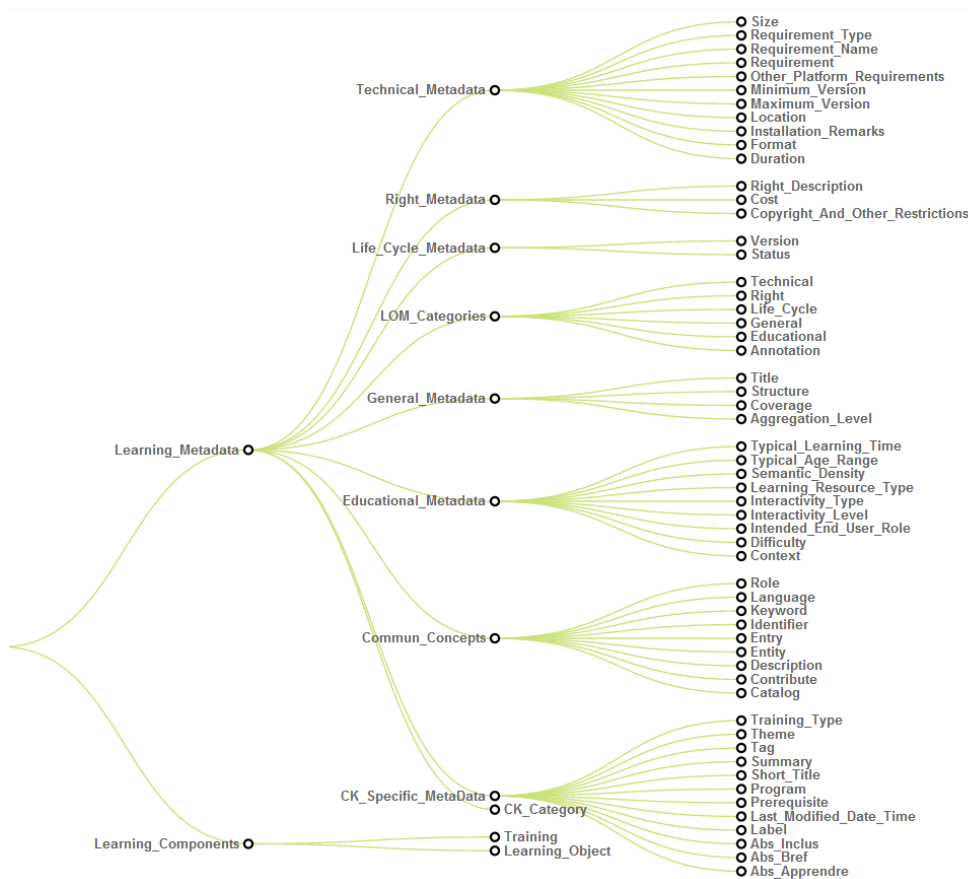 Size
Requirement_Type
Requirement_Name
Requirement
Other_Platform_Requirements
Technical_Metadata
Minimum_Version
Maximum_Version
Location
Installation_Remarks
Format
Duration
Right_Description
Right_Metadata
Cost
Copyright_And_Other_Restrictions
Version
Life_Cycle_Metadata
Status
Technical
Right
Life_Cycle
LOM_Categories
General
Educational
Annotation
Title
Structure
General_Metadata
Coverage
Aggregation_Level
Learning_Metadata
Typical_Learning_Time
Typical_Age_Range
Semantic_Density
Learning_Resource_Type
Educational_Metadata
Interactivity_Type
Interactivity_Level
Intended_End_User_Role
Difficulty
Context
Role
Language
Keyword
Identifier
Commun_Concepts
Entry
Entity
Description
Contribute
Catalog
Training_Type
Theme
Tag
Summary
Short_Title
Program
CK_Specific_MetaData
Prerequisite
CK_Category
Last_Modified_Date_Time
Label
Training
Learning_Components
Abs_Inclus
Learning_Object
Abs_Bref
Abs_Apprendre